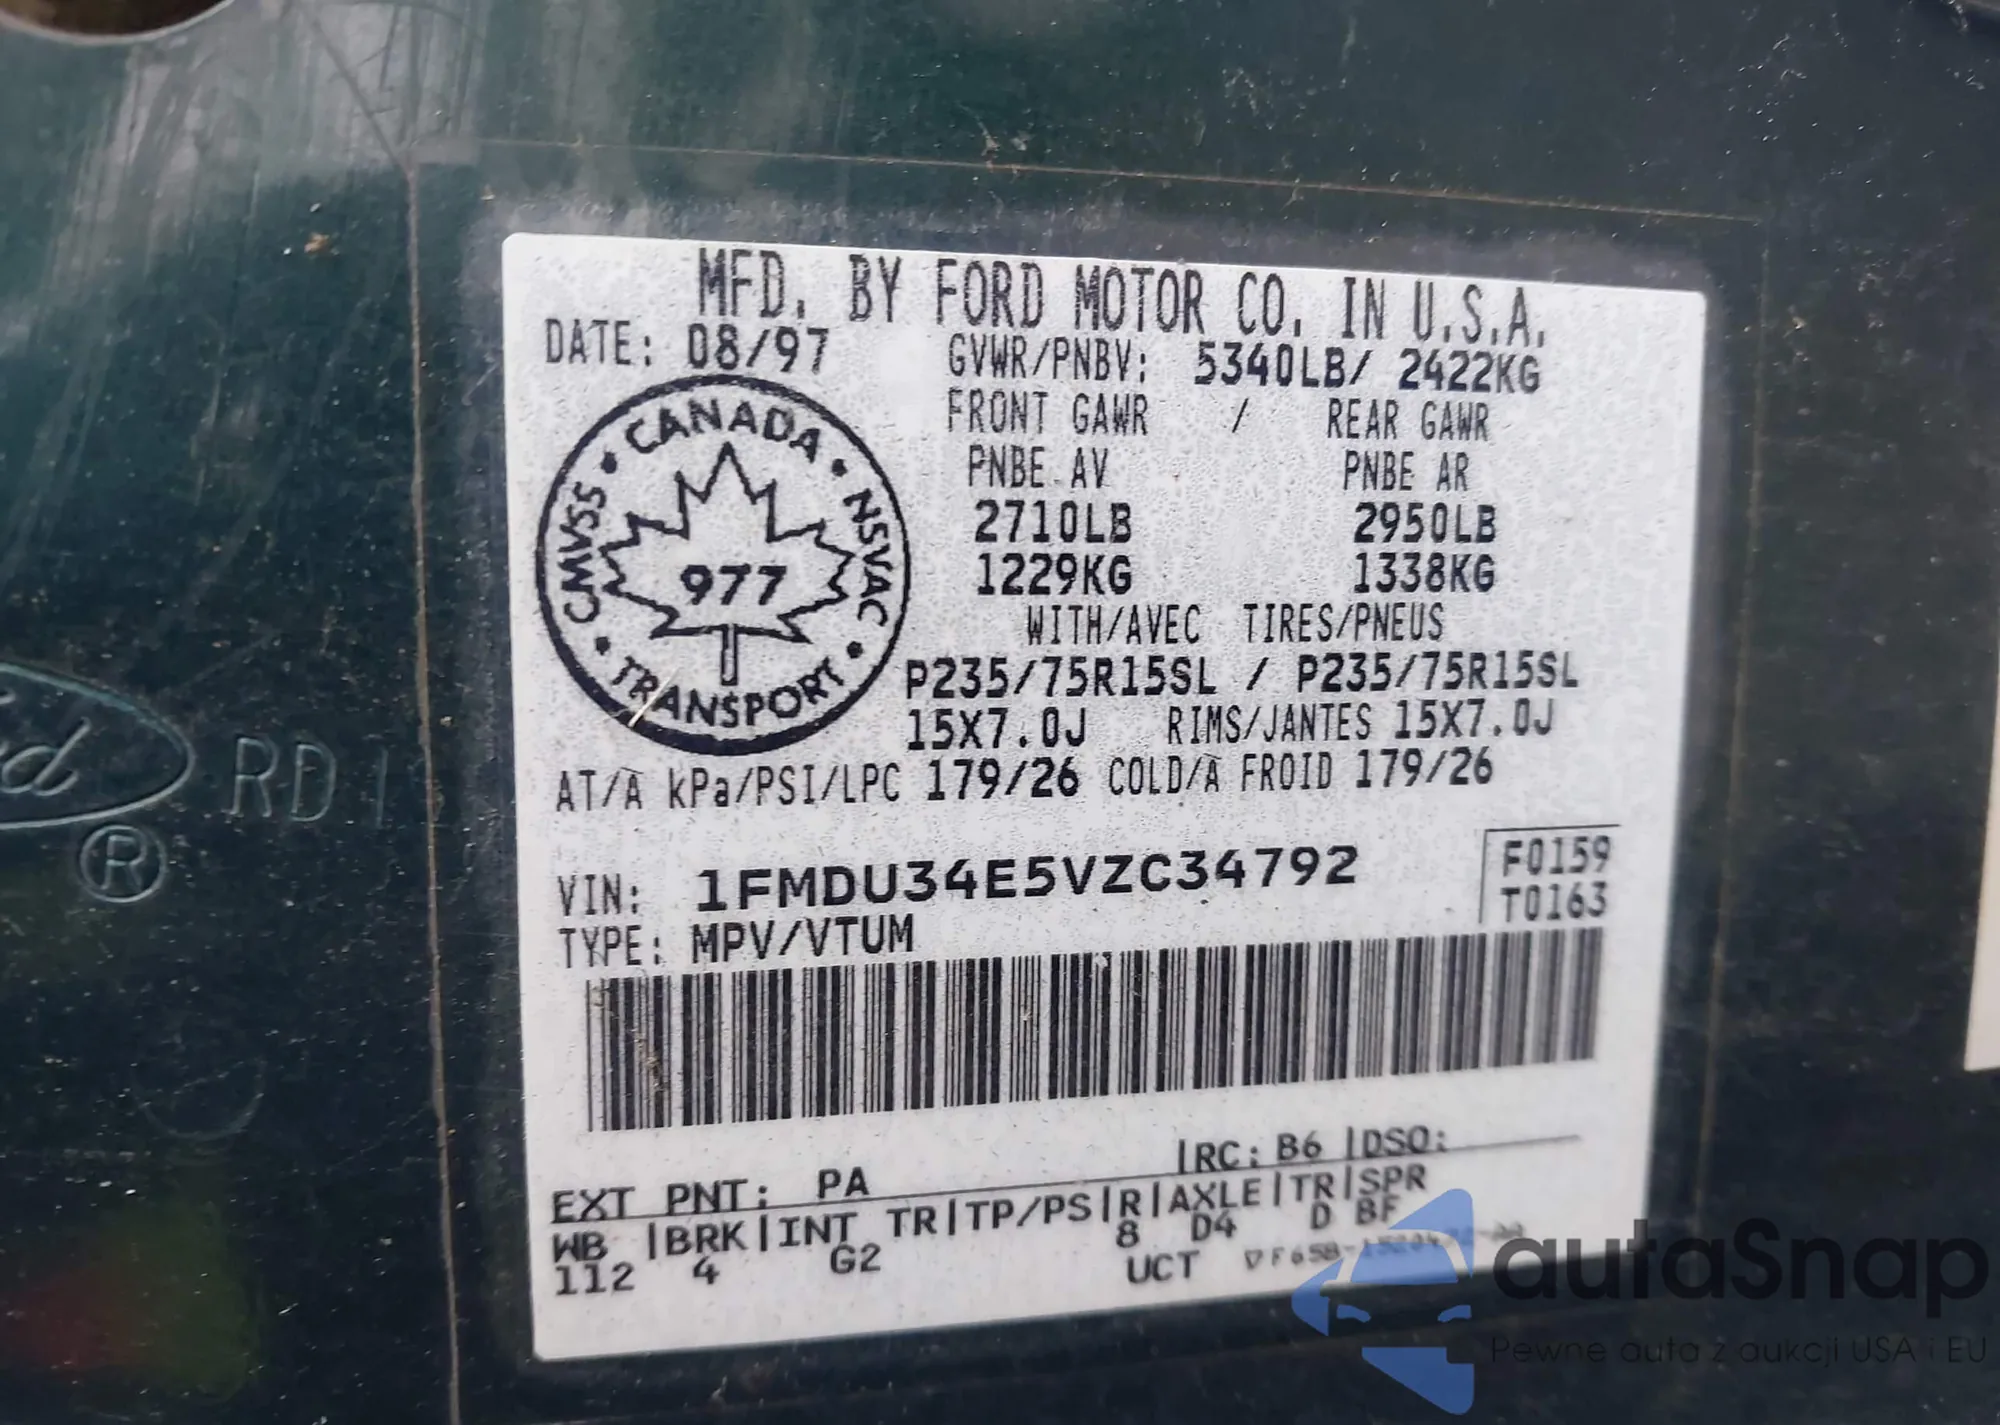 MFD. BY FORD MOTOR CO. IN U.S.A.
DATE: 08/97
GVWR/PNBV: 5340LB/ 2422KG
FRONT GAWR / REAR GAWR
PNBE AV PNBE AR
2710LB 2950LB
1229KG 1338KG
WITH/AVEC TIRES/PNEUS
P235/75R15SL / P235/75R15SL
15X7.0J RIMS/JANTES 15X7.0J
AT/À kPa/PSI/LPC 179/26 COLD/À FROID 179/26
CANADA • NSVAC • TRANSPORT • CMVSS •
977
VIN: 1FMDU34E5VZC34792
F0159
T0163
TYPE: MPV/VTUM
EXT PNT: PA |RC: B6 |DSO:
WB |BRK|INT TR|TP/PS|R|AXLE|TR|SPR
112 4 G2 8 D4 D BF
UCT
RD
®
autaSnap
Pewne auta z aukcji USA i EU